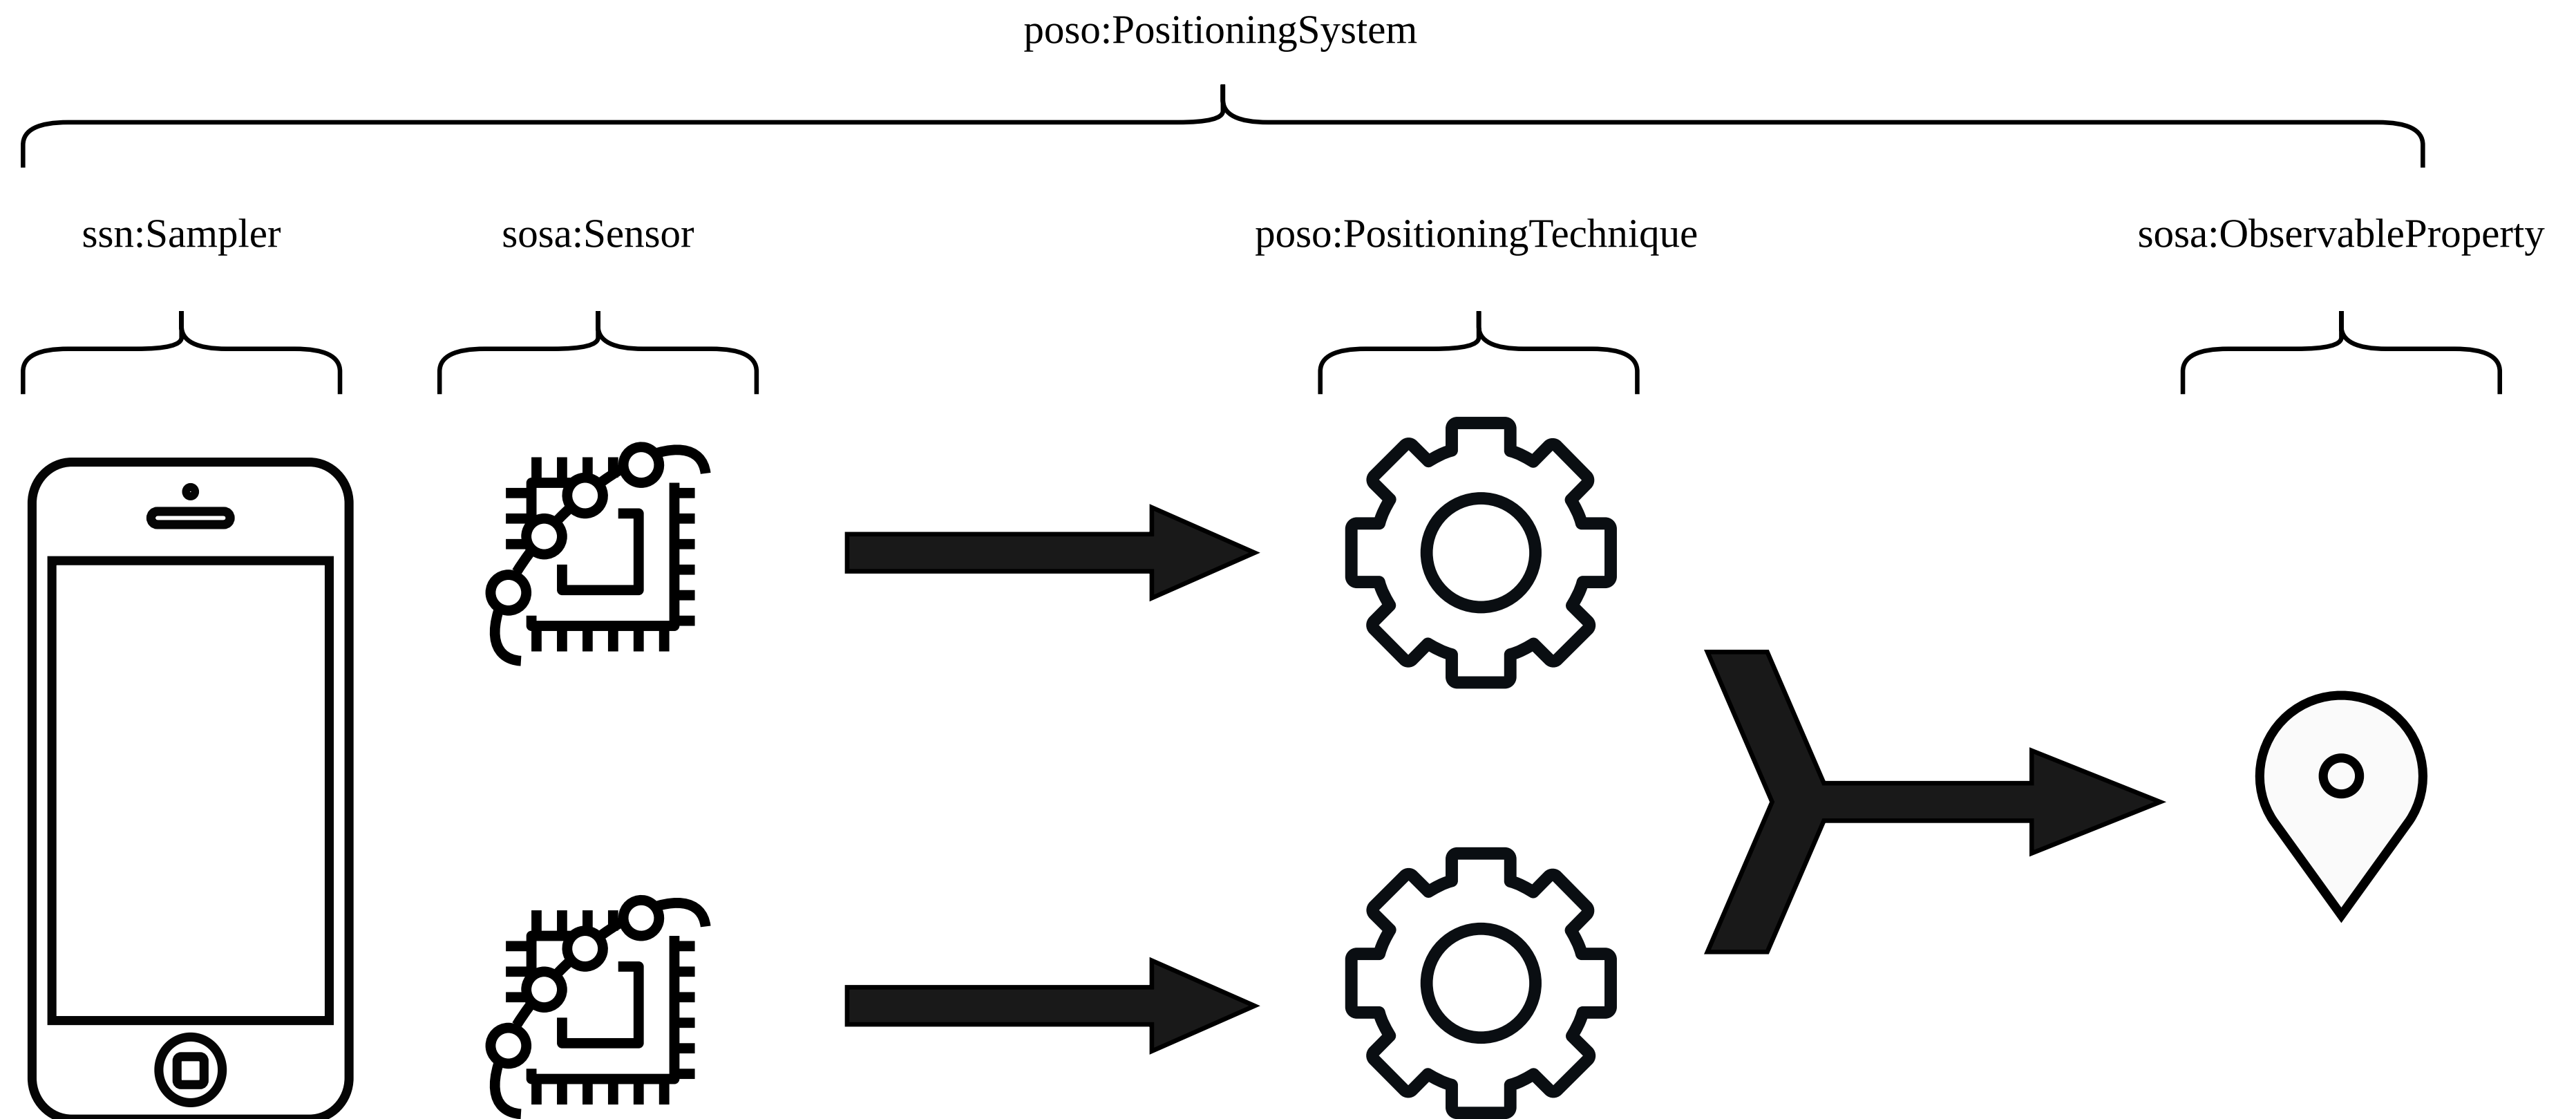 poso:PositioningSystem
ssn:Sampler
sosa:Sensor
poso:PositioningTechnique
sosa:ObservableProperty